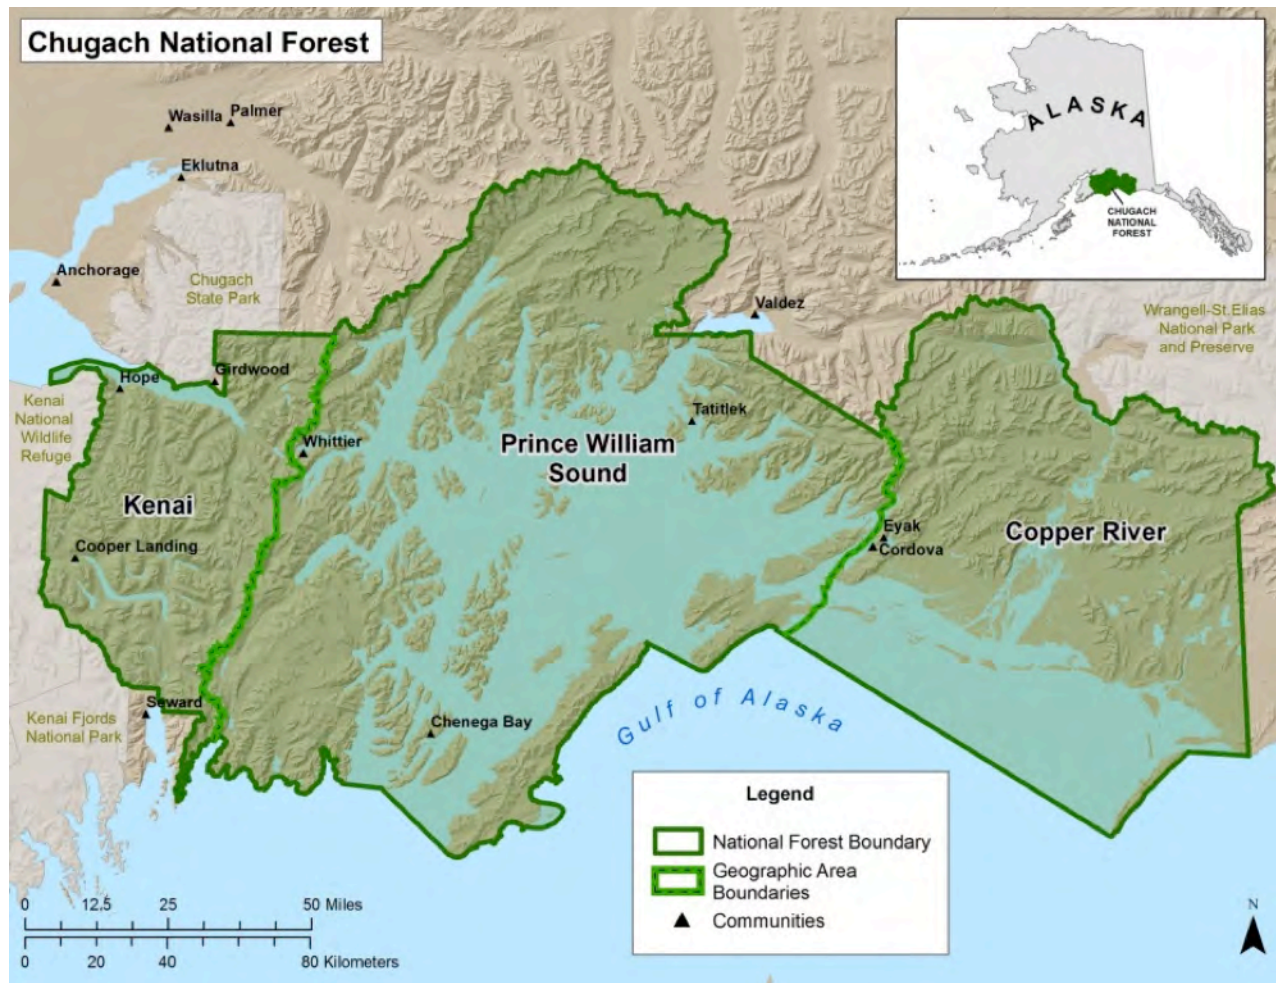 Chugach National Forest
ALASKA
CHUGACH
NATIONAL
FOREST
Wasilla
Palmer
Eklutna
Anchorage
Chugach
State Park
Valdez
Wrangell-St.Elias
National Park
and Preserve
Hope
Girdwood
Kenai
National
Wildlife
Refuge
Whittier
Tatitlek
Prince William
Sound
Kenai
Eyak
Cordova
Copper River
Cooper Landing
Seward
Kenai Fjords
National Park
Chenega Bay
Gulf of Alaska
Legend
National Forest Boundary
Geographic Area
Boundaries
Communities
0 12.5 25 50 Miles
0 20 40 80 Kilometers
N